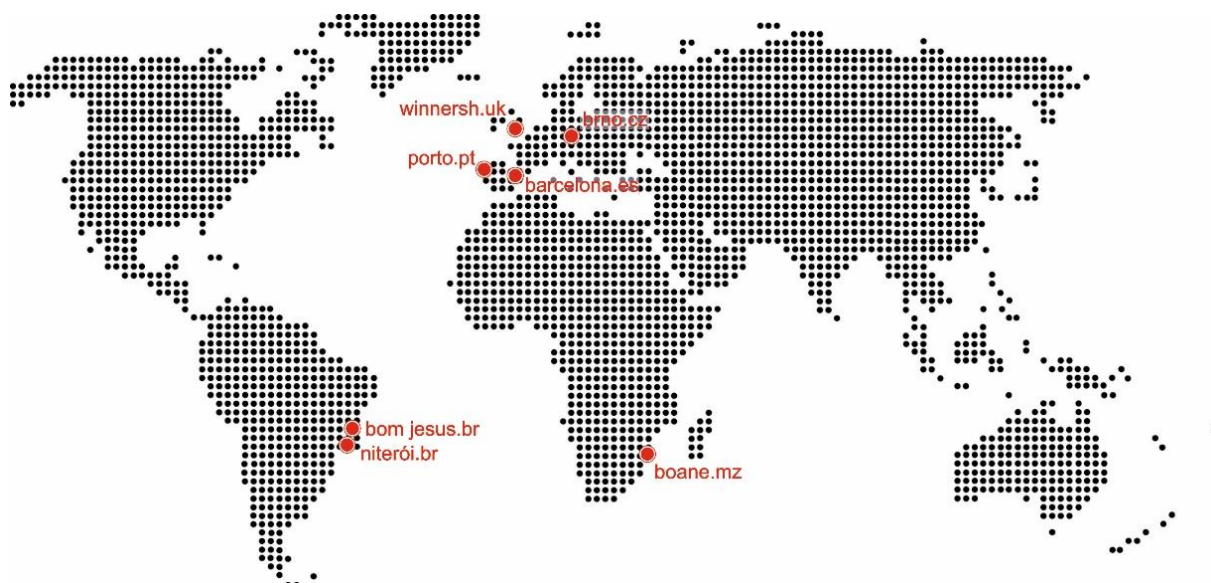 winnersh.uk
brno.cz
porto.pt
barcelona.es
bom jesus.br
niterói.br
boane.mz